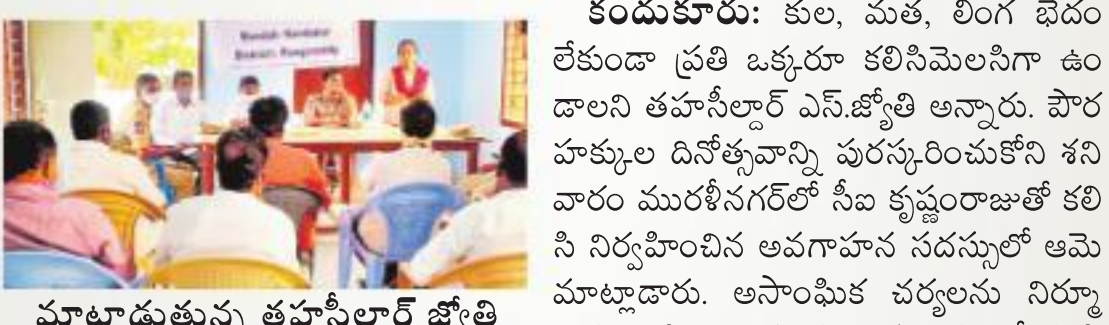 మాట్లాడుతున్న తహసీల్దార్ జ్యోతి
కందుకూరు: కుల, మత, లింగ భేదం
లేకుండా ప్రతి ఒక్కరూ కలిసిమెలసిగా ఉం
డాలని తహసీల్దార్ ఎస్.జ్యోతి అన్నారు. పౌర
హక్కుల దినోత్సవాన్ని పురస్కరించుకోని శని
వారం మురళీనగర్‌లో సీఐ కృష్ణంరాజుతో కలి
సి నిర్వహించిన అవగాహన సదస్సులో ఆమె
మాట్లాడారు. అసాంఘిక చర్యలను నిర్మూ